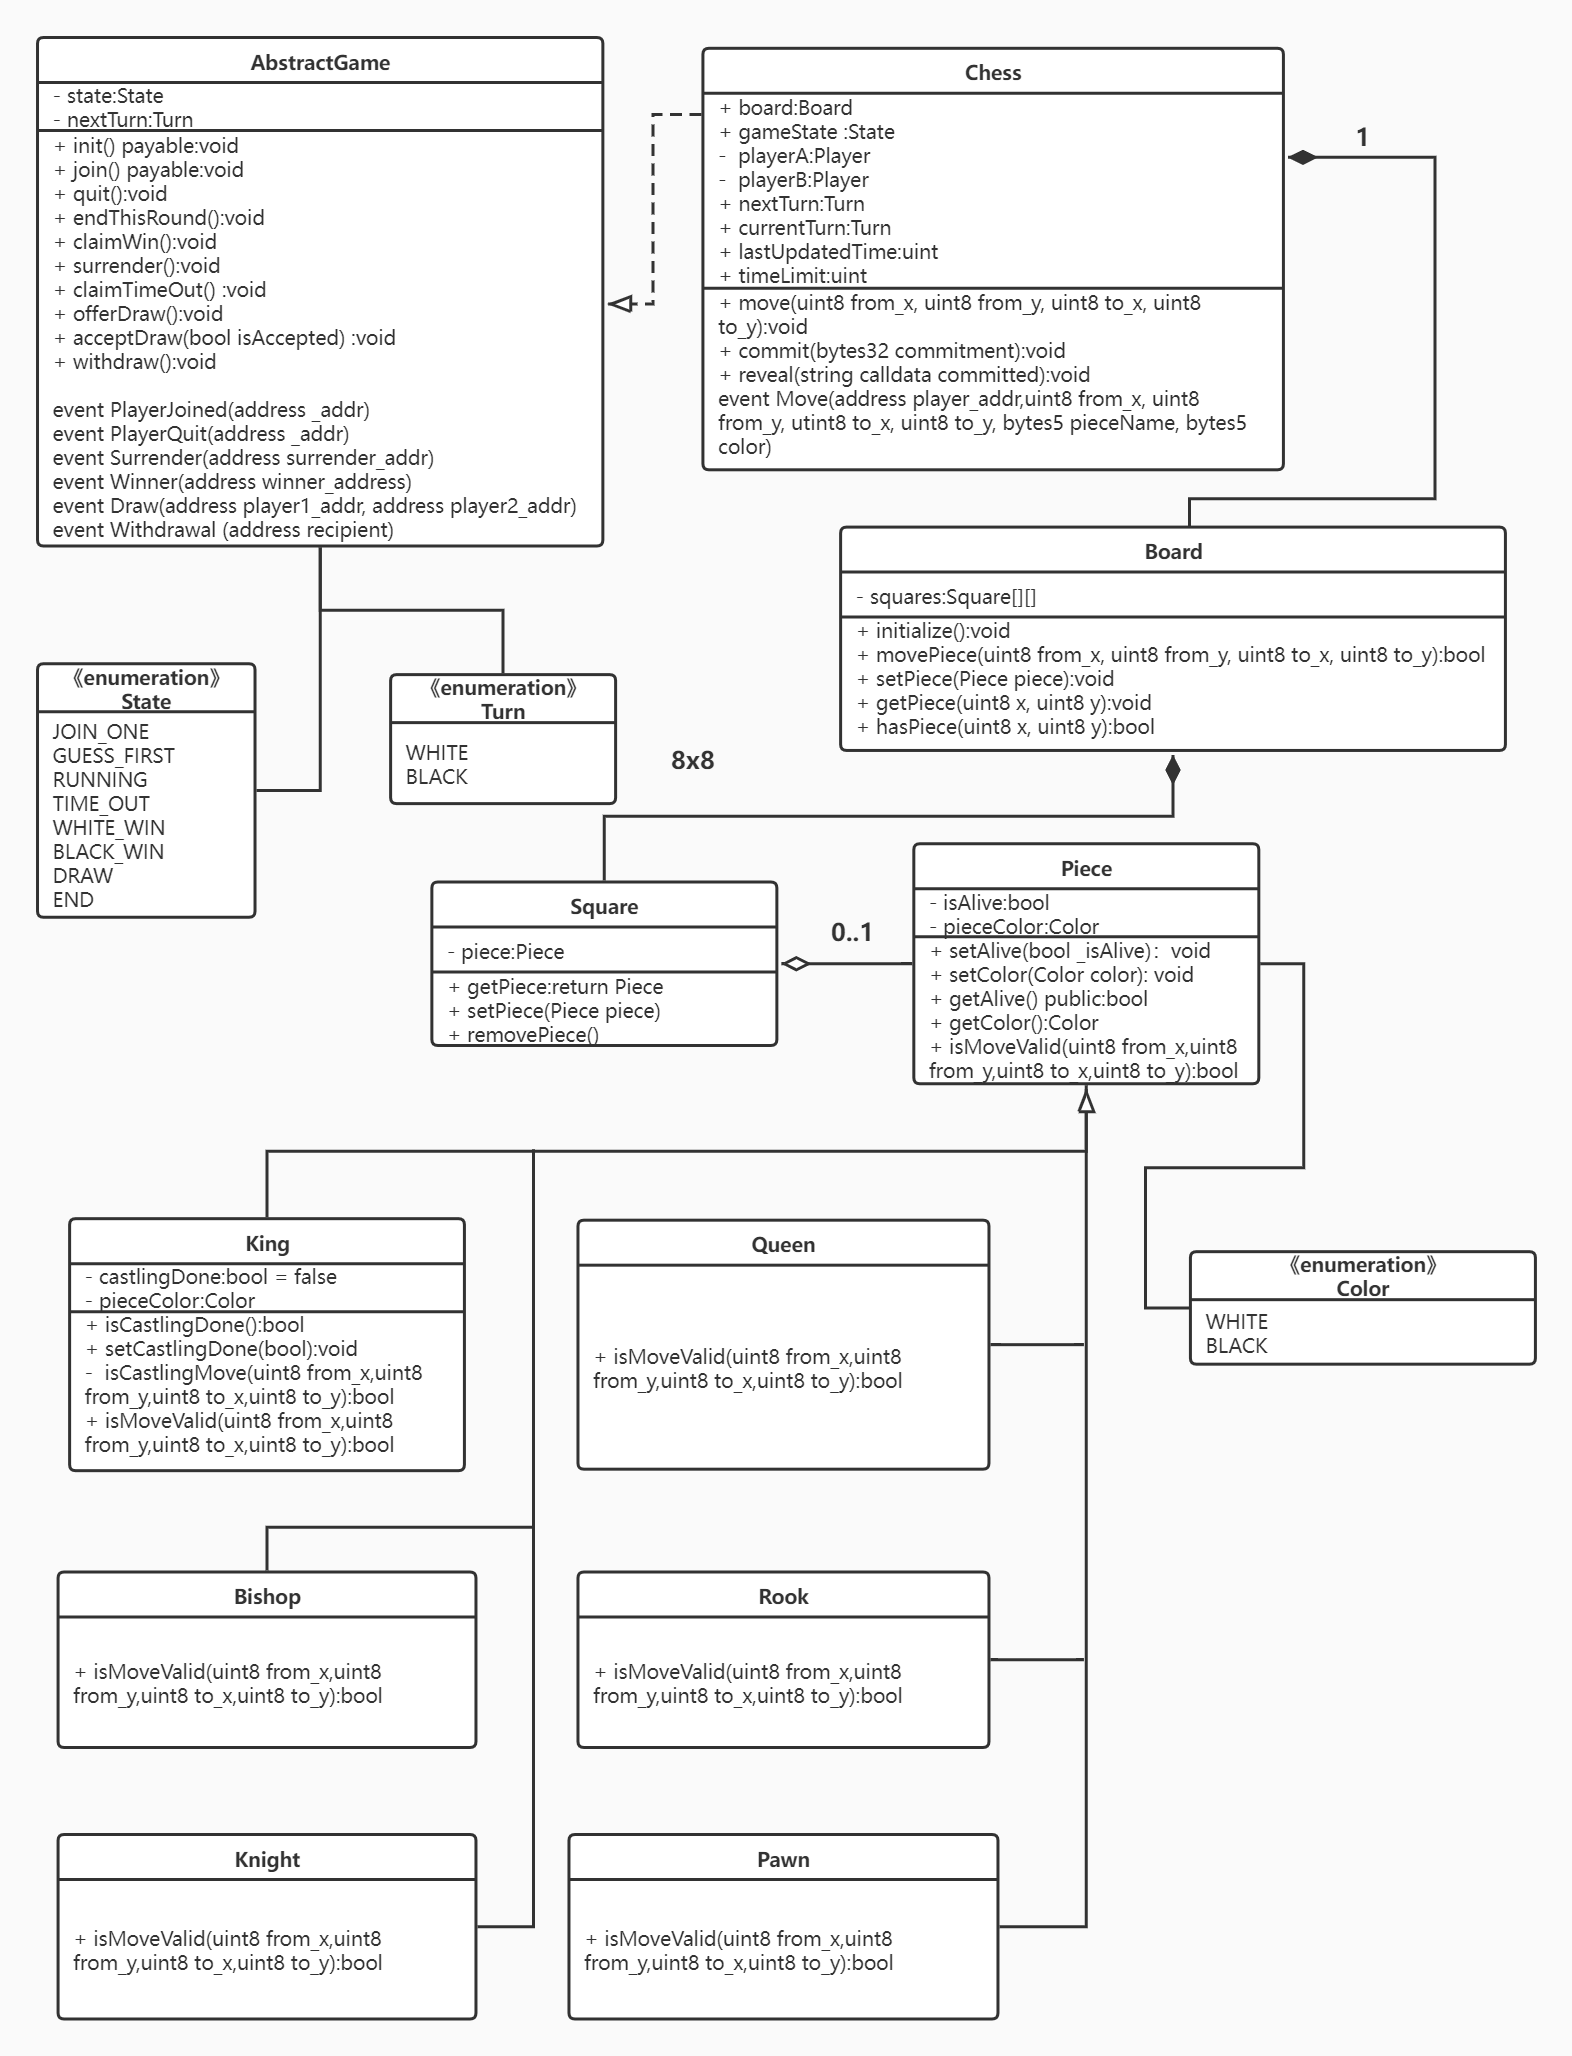 AbstractGame
- state:State
- nextTurn:Turn
+ init() payable:void
+ join() payable:void
+ quit():void
+ endThisRound():void
+ claimWin():void
+ surrender():void
+ claimTimeOut() :void
+ offerDraw():void
+ acceptDraw(bool isAccepted) :void
+ withdraw():void
event PlayerJoined(address _addr)
event PlayerQuit(address _addr)
event Surrender(address surrender_addr)
event Winner(address winner_address)
event Draw(address player1_addr, address player2_addr)
event Withdrawal (address recipient)
Chess
+ board:Board
+ gameState :State
- playerA:Player
- playerB:Player
+ nextTurn:Turn
+ currentTurn:Turn
+ lastUpdatedTime:uint
+ timeLimit:uint
+ move(uint8 from_x, uint8 from_y, uint8 to_x, uint8
to_y):void
+ commit(bytes32 commitment):void
+ reveal(string calldata committed):void
event Move(address player_addr,uint8 from_x, uint8
from_y, utint8 to_x, uint8 to_y, bytes5 pieceName, bytes5
color)
1
Board
- squares:Square[][]
+ initialize():void
+ movePiece(uint8 from_x, uint8 from_y, uint8 to_x, uint8 to_y):bool
+ setPiece(Piece piece):void
+ getPiece(uint8 x, uint8 y):void
+ hasPiece(uint8 x, uint8 y):bool
《enumeration》
State
JOIN_ONE
GUESS_FIRST
RUNNING
TIME_OUT
WHITE_WIN
BLACK_WIN
DRAW
END
《enumeration》
Turn
WHITE
BLACK
8x8
Square
- piece:Piece
+ getPiece:return Piece
+ setPiece(Piece piece)
+ removePiece()
0..1
Piece
- isAlive:bool
- pieceColor:Color
+ setAlive(bool _isAlive)：void
+ setColor(Color color): void
+ getAlive() public:bool
+ getColor():Color
+ isMoveValid(uint8 from_x,uint8
from_y,uint8 to_x,uint8 to_y):bool
King
- castlingDone:bool = false
- pieceColor:Color
+ isCastlingDone():bool
+ setCastlingDone(bool):void
- isCastlingMove(uint8 from_x,uint8
from_y,uint8 to_x,uint8 to_y):bool
+ isMoveValid(uint8 from_x,uint8
from_y,uint8 to_x,uint8 to_y):bool
Queen
+ isMoveValid(uint8 from_x,uint8
from_y,uint8 to_x,uint8 to_y):bool
《enumeration》
Color
WHITE
BLACK
Bishop
+ isMoveValid(uint8 from_x,uint8
from_y,uint8 to_x,uint8 to_y):bool
Rook
+ isMoveValid(uint8 from_x,uint8
from_y,uint8 to_x,uint8 to_y):bool
Knight
+ isMoveValid(uint8 from_x,uint8
from_y,uint8 to_x,uint8 to_y):bool
Pawn
+ isMoveValid(uint8 from_x,uint8
from_y,uint8 to_x,uint8 to_y):bool